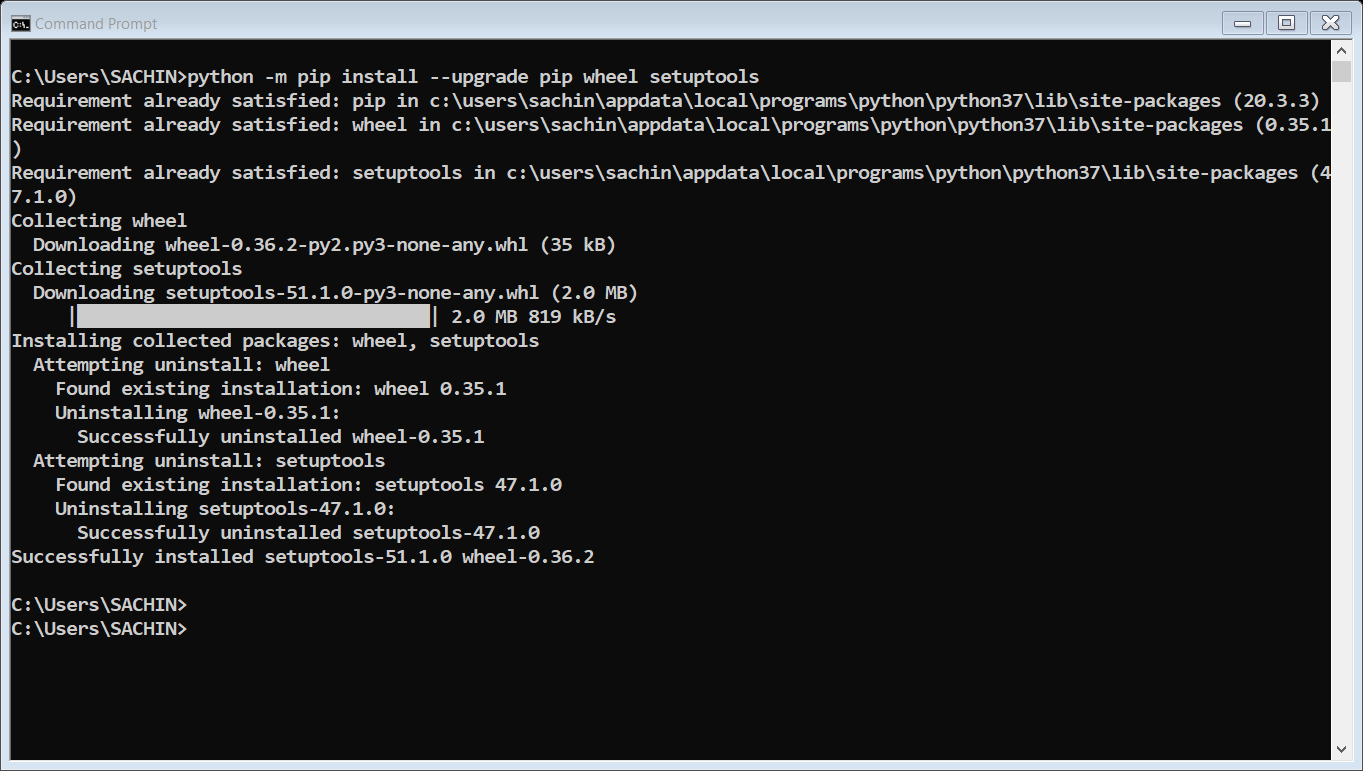 Command Prompt
C:\Users\SACHIN>python -m pip install --upgrade pip wheel setuptools
Requirement already satisfied: pip in c:\users\sachin\appdata\local\programs\python\python37\lib\site-packages (20.3.3)
Requirement already satisfied: wheel in c:\users\sachin\appdata\local\programs\python\python37\lib\site-packages (0.35.1
)
Requirement already satisfied: setuptools in c:\users\sachin\appdata\local\programs\python\python37\lib\site-packages (4
7.1.0)
Collecting wheel
  Downloading wheel-0.36.2-py2.py3-none-any.whl (35 kB)
Collecting setuptools
  Downloading setuptools-51.1.0-py3-none-any.whl (2.0 MB)
     |████████████████████████████████| 2.0 MB 819 kB/s
Installing collected packages: wheel, setuptools
  Attempting uninstall: wheel
    Found existing installation: wheel 0.35.1
    Uninstalling wheel-0.35.1:
      Successfully uninstalled wheel-0.35.1
  Attempting uninstall: setuptools
    Found existing installation: setuptools 47.1.0
    Uninstalling setuptools-47.1.0:
      Successfully uninstalled setuptools-47.1.0
Successfully installed setuptools-51.1.0 wheel-0.36.2
C:\Users\SACHIN>
C:\Users\SACHIN>